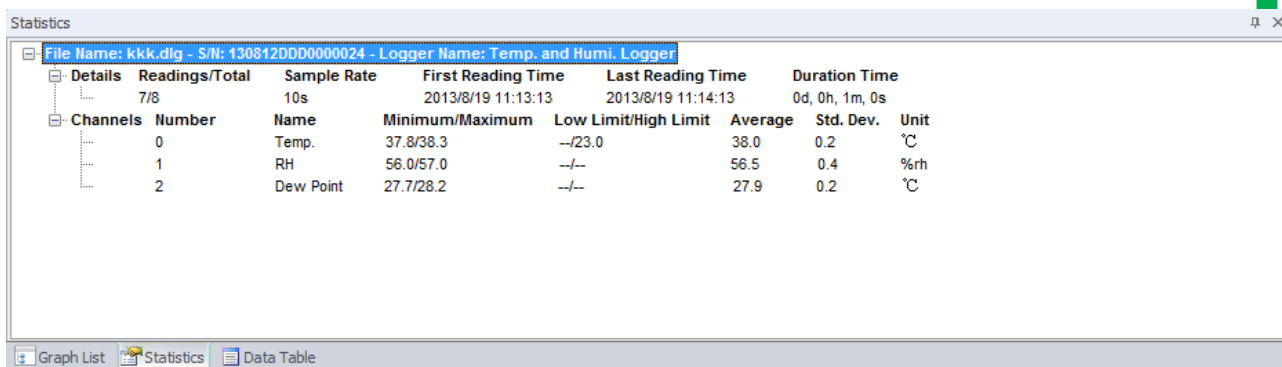 Statistics
File Name: kkk.dlg - S/N: 130812DDD0000024 - Logger Name: Temp. and Humi. Logger
Details Readings/Total Sample Rate First Reading Time Last Reading Time Duration Time
7/8 10s 2013/8/19 11:13:13 2013/8/19 11:14:13 0d, 0h, 1m, 0s
Channels Number Name Minimum/Maximum Low Limit/High Limit Average Std. Dev. Unit
0 Temp. 37.8/38.3 --/23.0 38.0 0.2 ℃
1 RH 56.0/57.0 --/-- 56.5 0.4 %rh
2 Dew Point 27.7/28.2 --/-- 27.9 0.2 ℃
Graph List Statistics Data Table